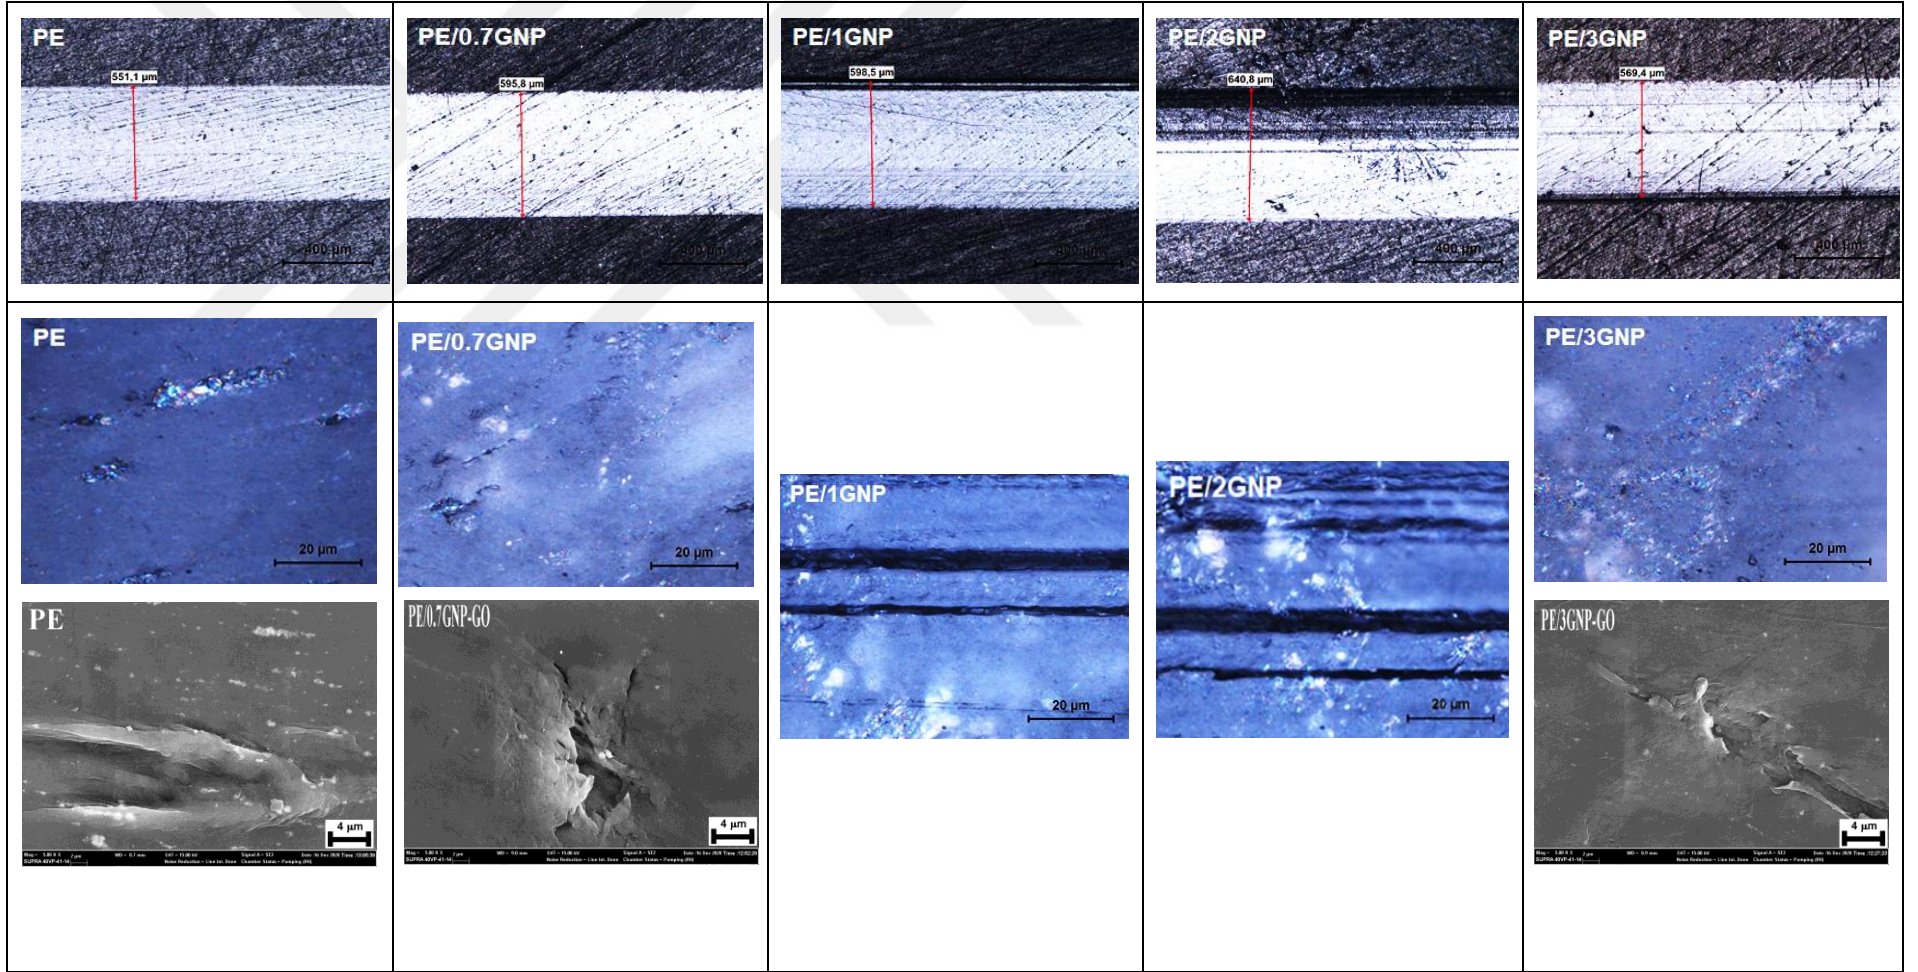 PE
551,1 µm
400 µm
PE/0.7GNP
595,8 µm
400 µm
PE/1GNP
598,5 µm
400 µm
PE/2GNP
640,8 µm
400 µm
PE/3GNP
569,4 µm
400 µm
PE
20 µm
PE/0.7GNP
20 µm
PE/1GNP
20 µm
PE/2GNP
20 µm
PE/3GNP
20 µm
PE
4 µm
PE/0.7GNP-GO
4 µm
PE/3GNP-GO
4 µm